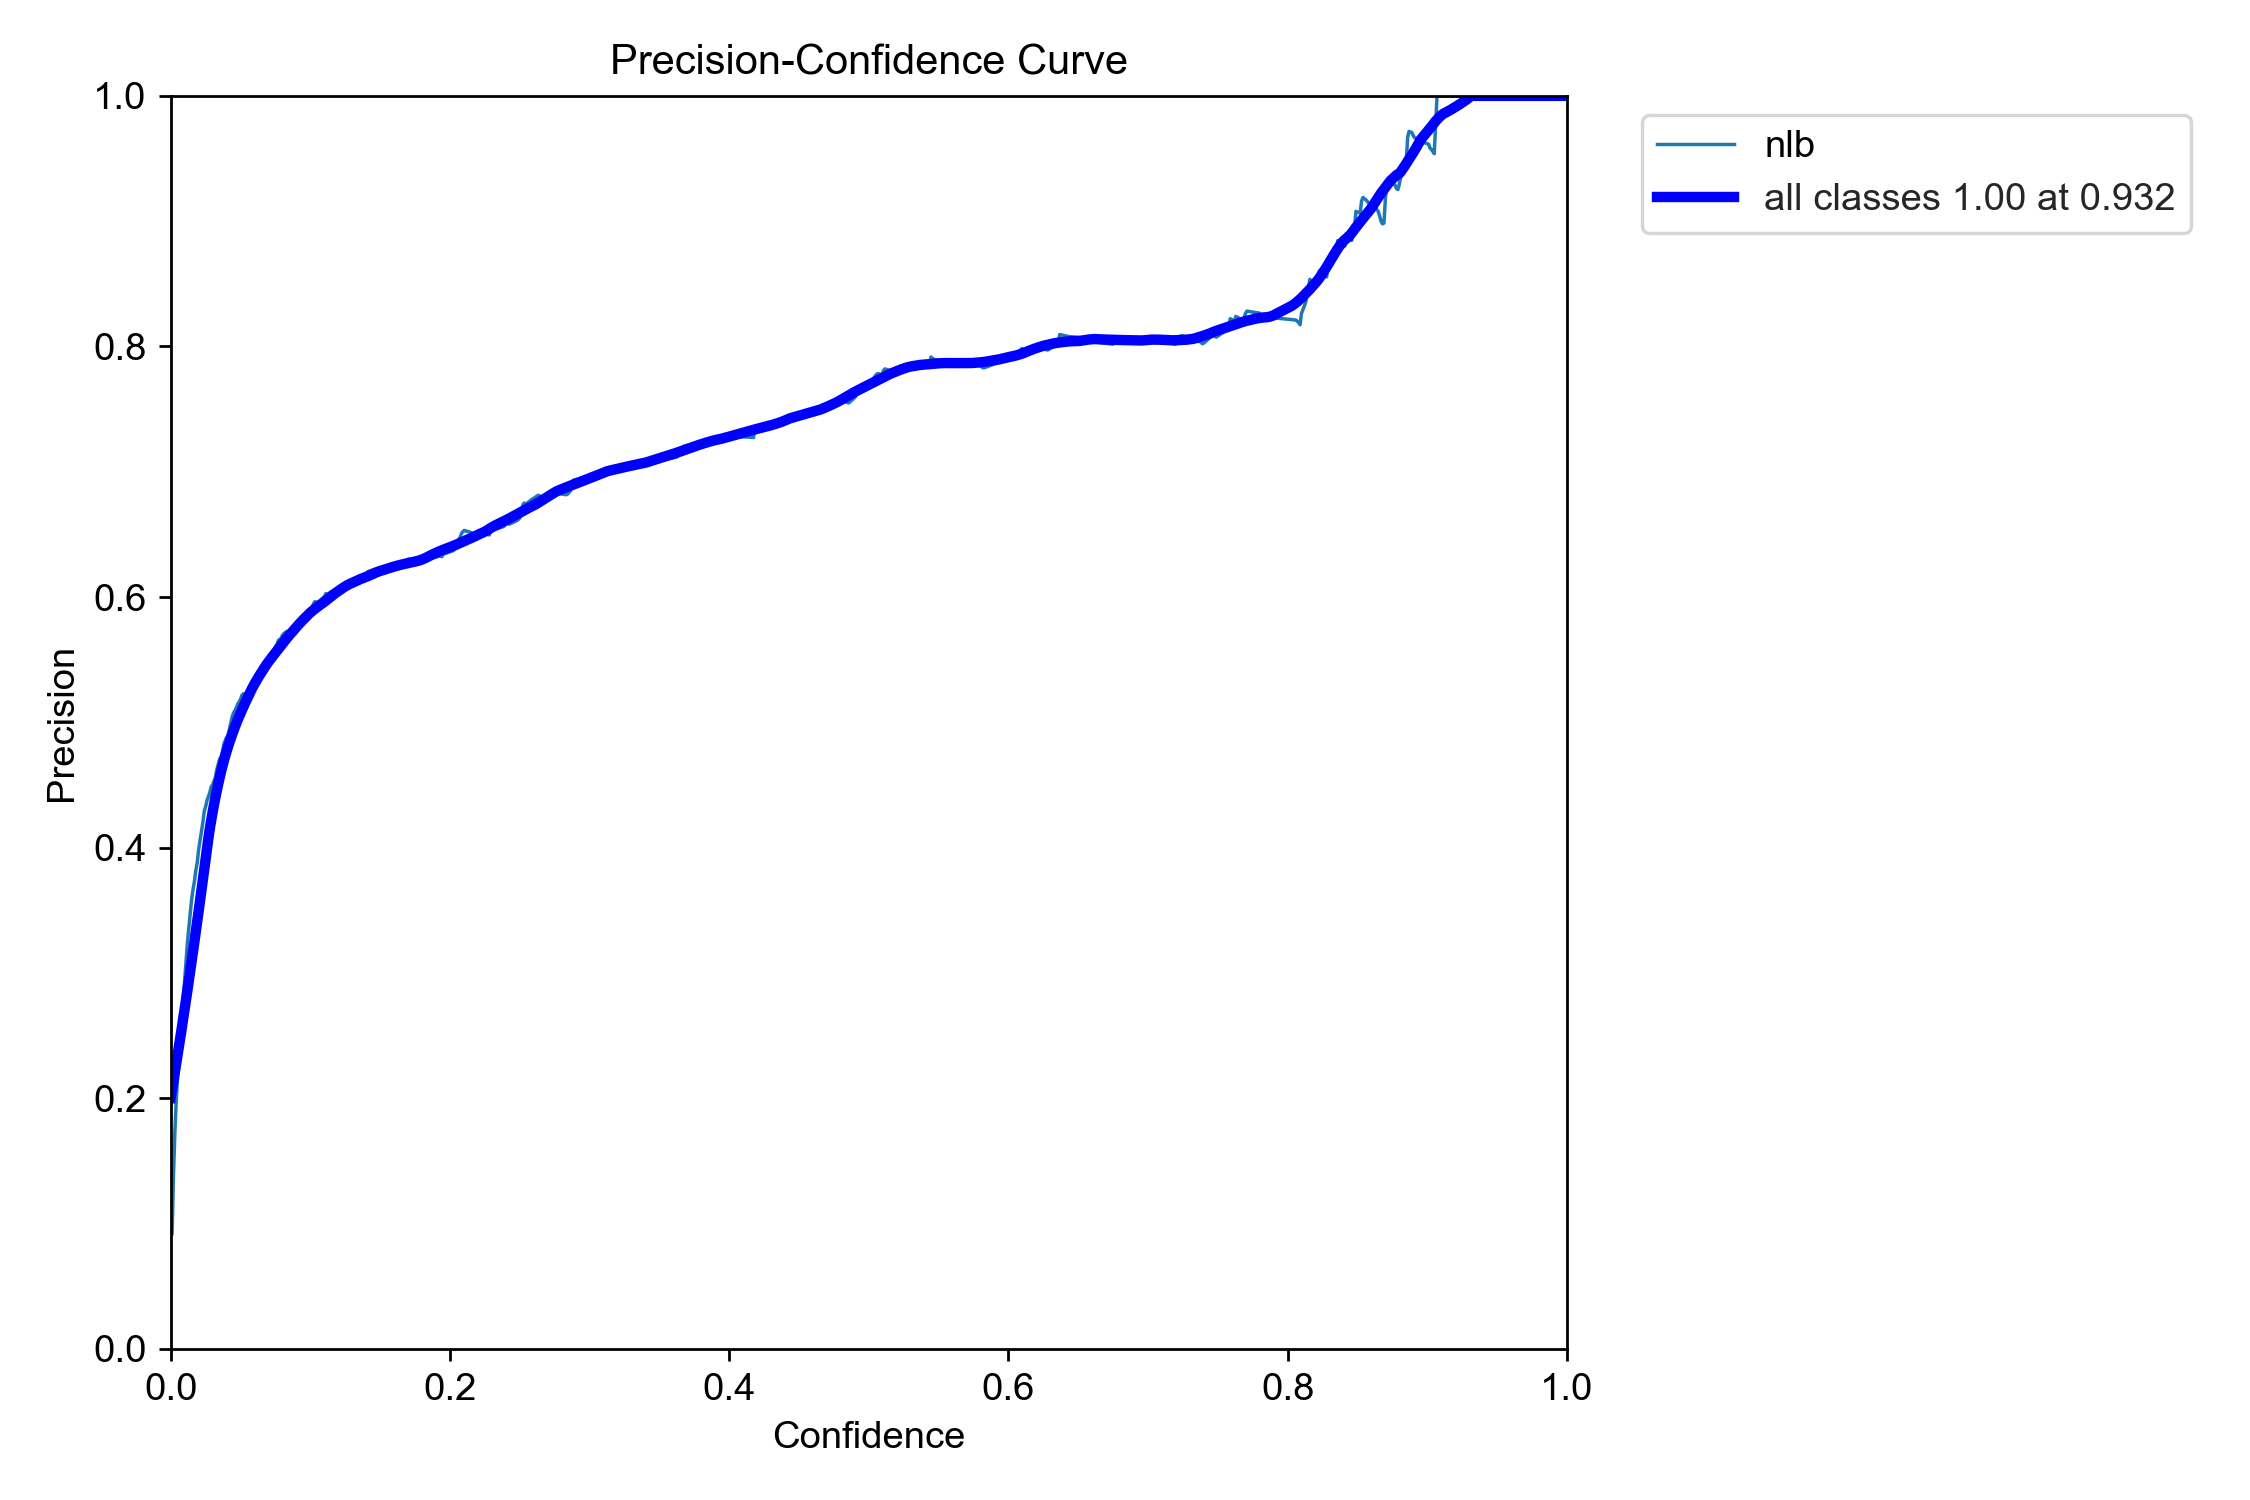 Precision-Confidence Curve
1.0
0.8
0.6
0.4
0.2
0.0
Precision
0.0 0.2 0.4 0.6 0.8 1.0
Confidence
nlb
all classes 1.00 at 0.932